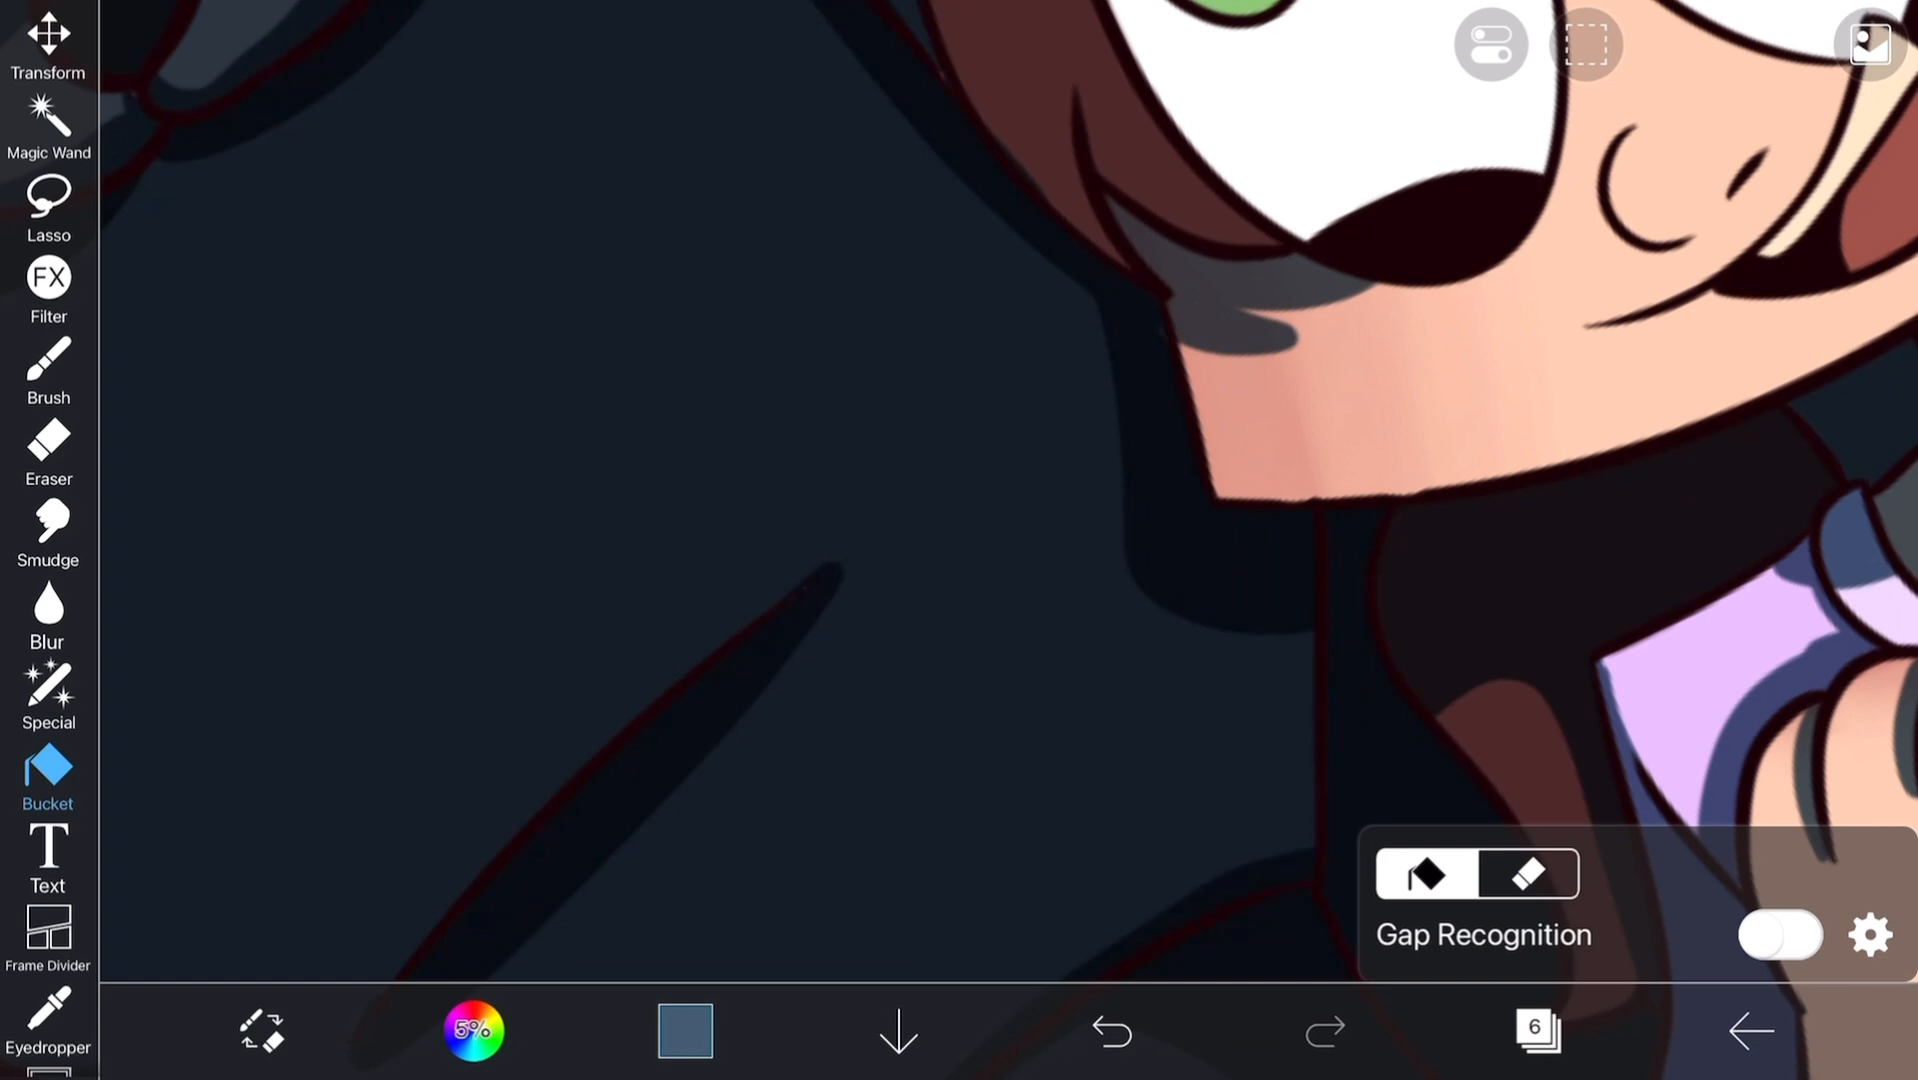 Transform
Magic Wand
Lasso
FX
Filter
Brush
Eraser
Smudge
Blur
Special
Bucket
T
Text
Frame Divider
Eyedropper
Gap Recognition
5%
6